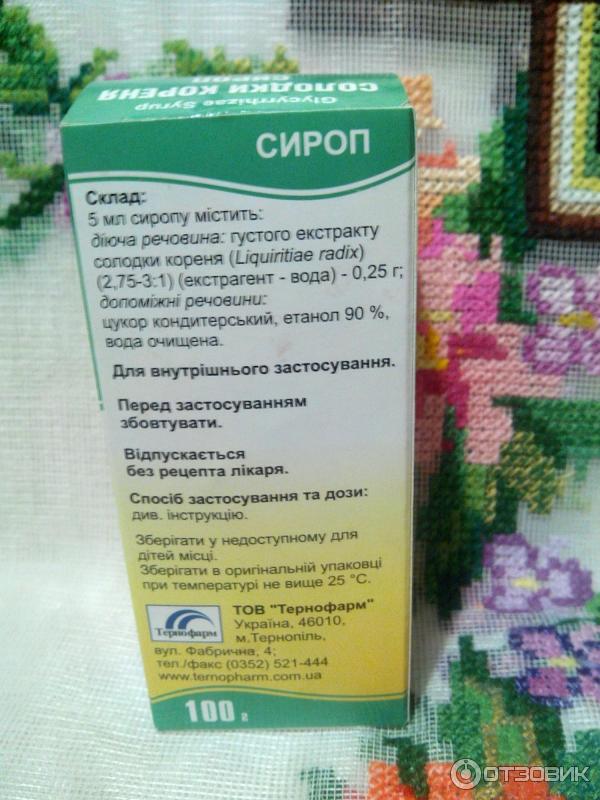 СОЛОДКИ КОРЕНЯ
СИРОП
Glycyrrhizae Syrup
СИРОП
Склад:
5 мл сиропу містить:
діюча речовина: густого екстракту
солодки кореня (Liquiritiae radix)
(2,75-3:1) (екстрагент - вода) - 0,25 г;
допоміжні речовини:
цукор кондитерський, етанол 90 %,
вода очищена.
Для внутрішнього застосування.
Перед застосуванням
збовтувати.
Відпускається
без рецепта лікаря.
Спосіб застосування та дози:
див. інструкцію.
Зберігати у недоступному для
дітей місці.
Зберігати в оригінальній упаковці
при температурі не вище 25 °С.
Тернофарм
ТОВ "Тернофарм"
Україна, 46010,
м.Тернопіль,
вул. Фабрична, 4;
тел./факс (0352) 521-444
www.ternopharm.com.ua
100 г
ОТЗОВИК